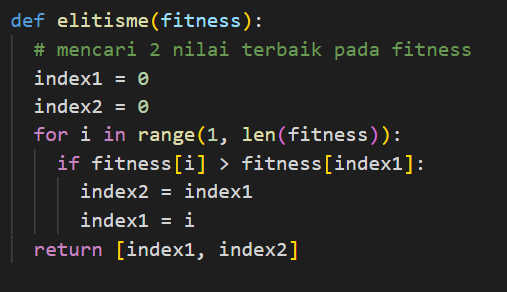 def elitisme(fitness):
  # mencari 2 nilai terbaik pada fitness
  index1 = 0
  index2 = 0
  for i in range(1, len(fitness)):
    if fitness[i] > fitness[index1]:
      index2 = index1
      index1 = i
  return [index1, index2]